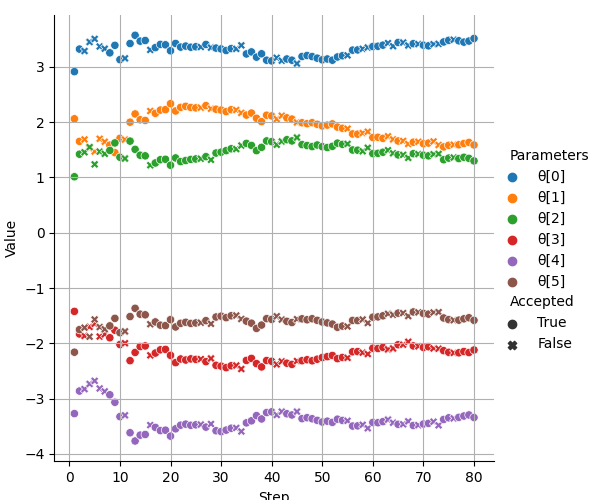 3
2
1
0
−1
−2
−3
−4
Value
0
10
20
30
40
50
60
70
80
Step
Parameters
θ[0]
θ[1]
θ[2]
θ[3]
θ[4]
θ[5]
Accepted
True
False